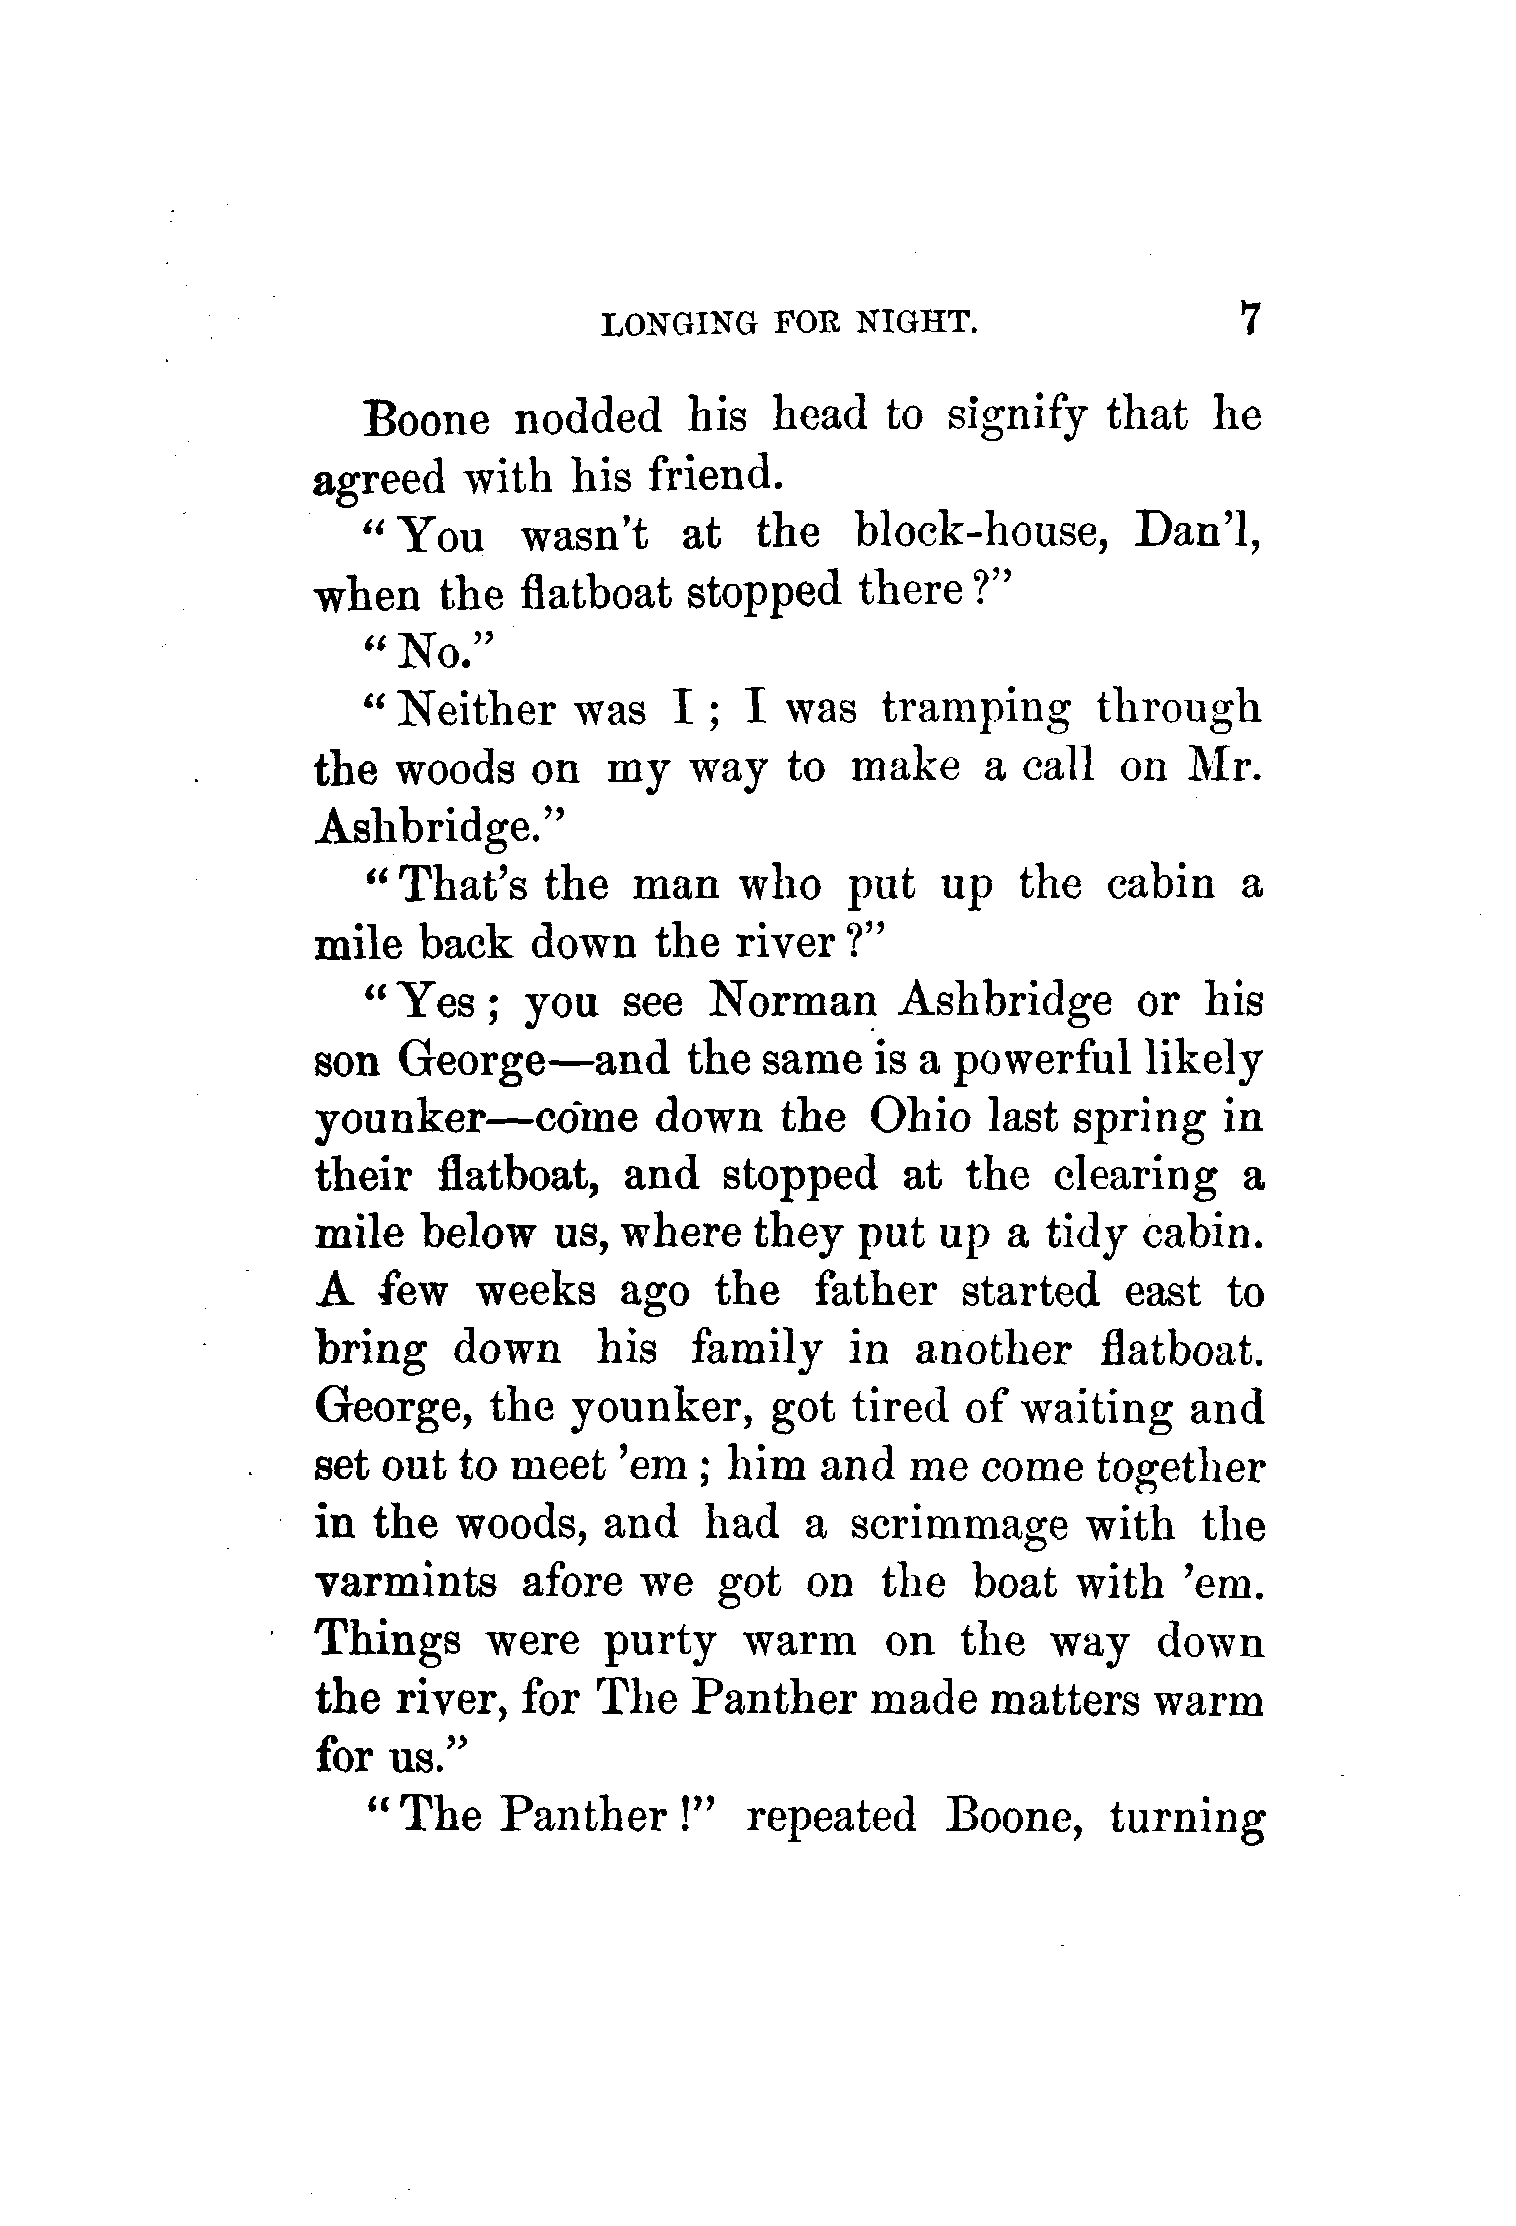 LONGING FOR NIGHT. 7
Boone nodded his head to signify that he
agreed with his friend.
“You wasn’t at the block-house, Dan’l,
when the flatboat stopped there?”
“No.”
“Neither was I; I was tramping through
the woods on my way to make a call on Mr.
Ashbridge.”
“That’s the man who put up the cabin a
mile back down the river?”
“Yes; you see Norman Ashbridge or his
son George—and the same is a powerful likely
younker—come down the Ohio last spring in
their flatboat, and stopped at the clearing a
mile below us, where they put up a tidy cabin.
A few weeks ago the father started east to
bring down his family in another flatboat.
George, the younker, got tired of waiting and
set out to meet ’em; him and me come together
in the woods, and had a scrimmage with the
varmints afore we got on the boat with ’em.
Things were purty warm on the way down
the river, for The Panther made matters warm
for us.”
“The Panther!” repeated Boone, turning